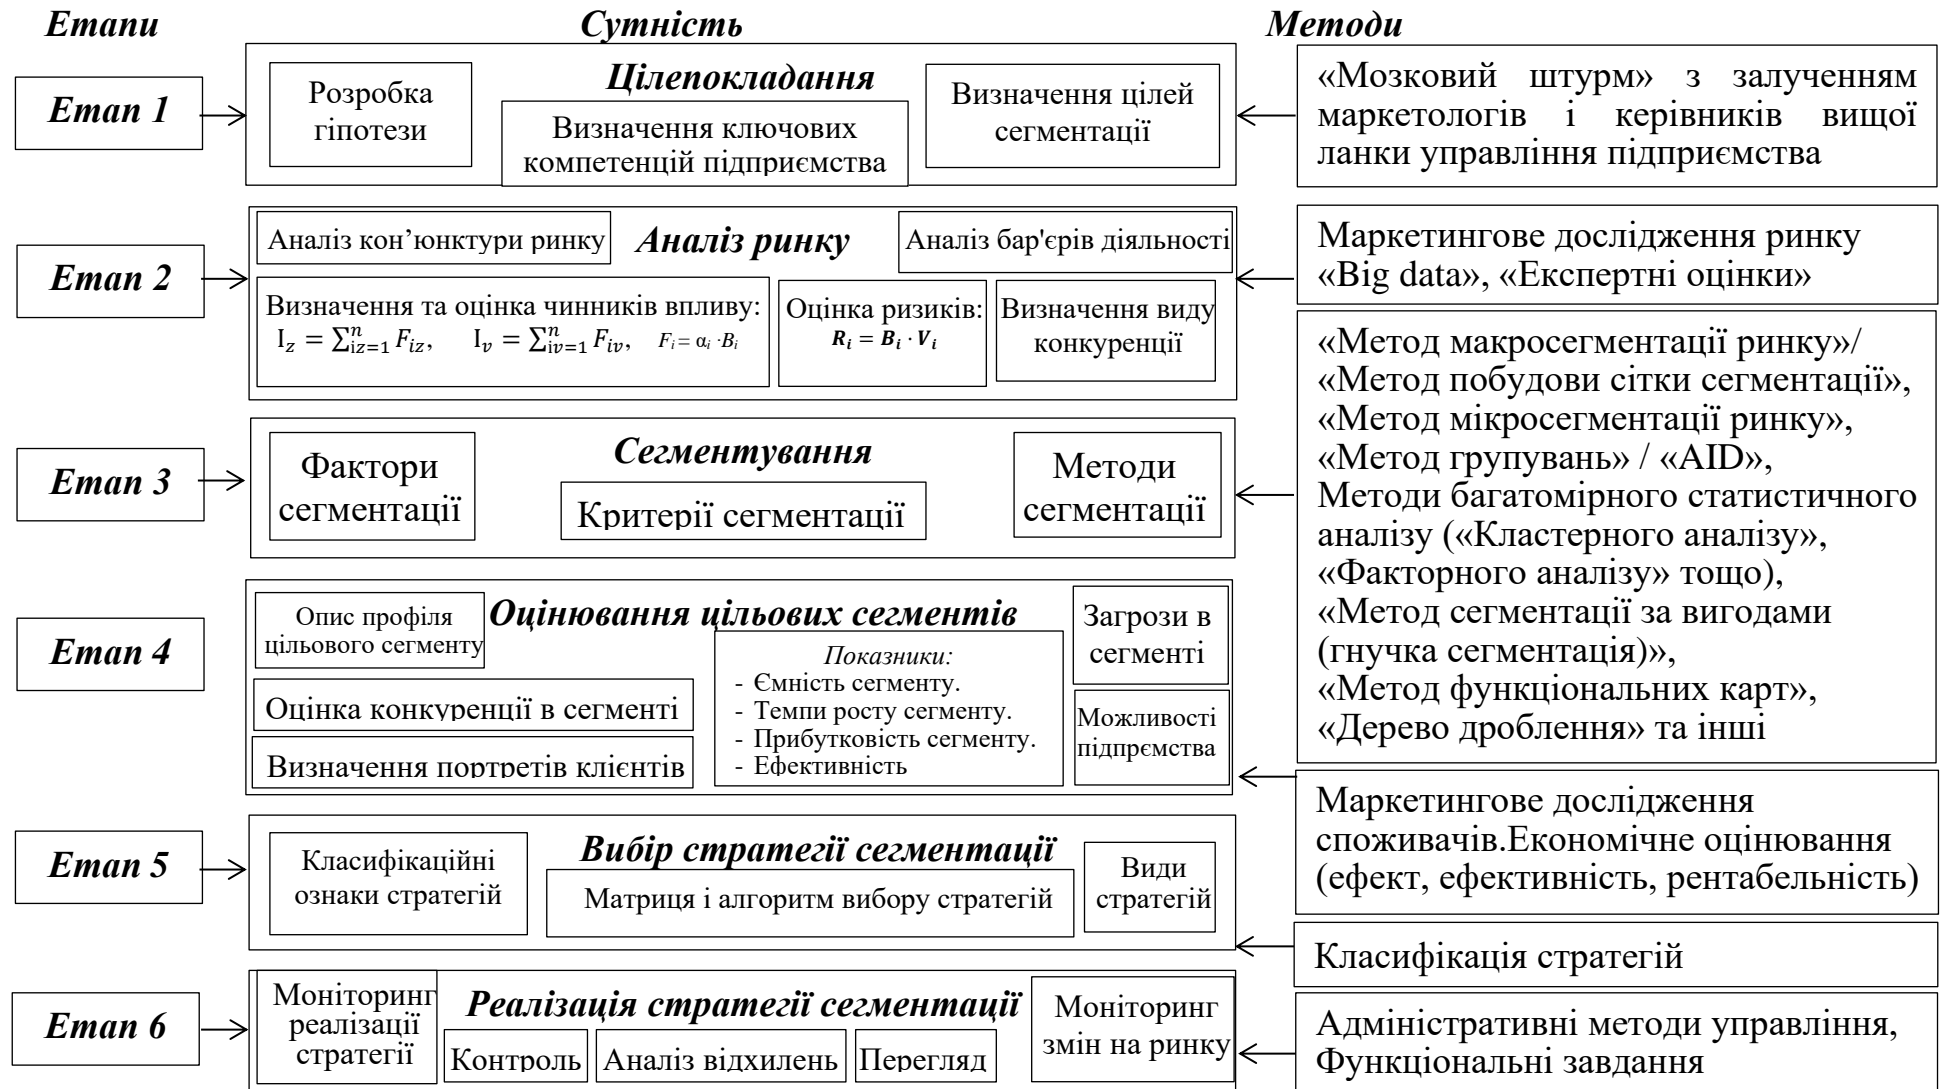 Етапи Сутність Методи
Етап 1
Цілепокладання
Розробка
гіпотези
Визначення ключових
компетенцій підприємства
Визначення цілей
сегментації
«Мозковий штурм» з залученням
маркетологів і керівників вищої
ланки управління підприємства
Етап 2
Аналіз кон’юнктури ринку
Аналіз ринку
Аналіз бар'єрів діяльності
Визначення та оцінка чинників впливу:
I_z = ∑_{iz=1}^{n} F_{iz}, I_v = ∑_{iv=1}^{n} F_{iv}, F_i = α_i ·B_i
Оцінка ризиків:
R_i = B_i · V_i
Визначення виду
конкуренції
Маркетингове дослідження ринку
«Big data», «Експертні оцінки»
Етап 3
Фактори
сегментації
Сегментування
Критерії сегментації
Методи
сегментації
«Метод макросегментації ринку»/
«Метод побудови сітки сегментації»,
«Метод мікросегментації ринку»,
«Метод групувань» / «AID»,
Методи багатомірного статистичного
аналізу («Кластерного аналізу»,
«Факторного аналізу» тощо),
«Метод сегментації за вигодами
(гнучка сегментація)»,
«Метод функціональних карт»,
«Дерево дроблення» та інші
Етап 4
Опис профіля
цільового сегменту
Оцінювання цільових сегментів
Оцінка конкуренції в сегменті
Визначення портретів клієнтів
Показники:
- Ємність сегменту.
- Темпи росту сегменту.
- Прибутковість сегменту.
- Ефективність
Загрози в
сегменті
Можливості
підпрємства
Маркетингове дослідження
споживачів.Економічне оцінювання
(ефект, ефективність, рентабельність)
Етап 5
Класифікаційні
ознаки стратегій
Вибір стратегії сегментації
Матриця і алгоритм вибору стратегій
Види
стратегій
Класифікація стратегій
Етап 6
Моніторинг
реалізації
стратегії
Реалізація стратегії сегментації
Контроль
Аналіз відхилень
Перегляд
Моніторинг
змін на ринку
Адміністративні методи управління,
Функціональні завдання